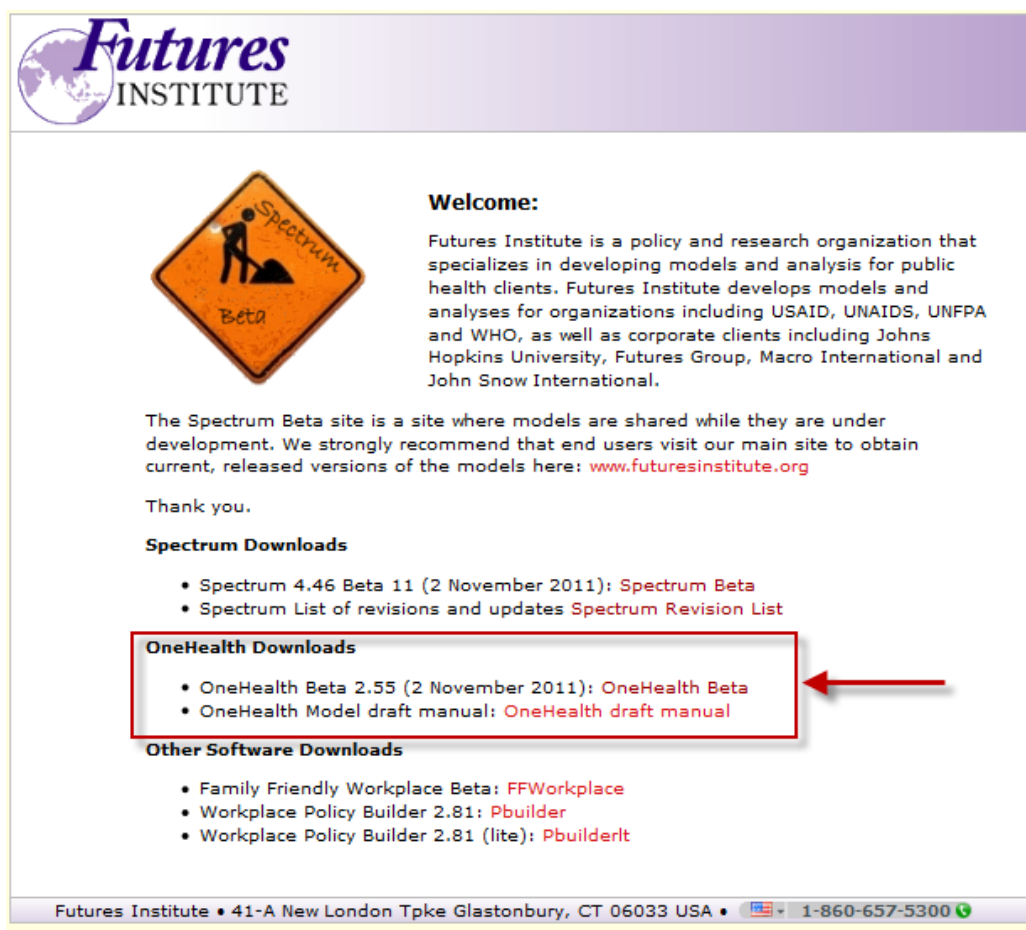 Futures
INSTITUTE
Spectrum
Beta
Welcome:
Futures Institute is a policy and research organization that
specializes in developing models and analysis for public
health clients. Futures Institute develops models and
analyses for organizations including USAID, UNAIDS, UNFPA
and WHO, as well as corporate clients including Johns
Hopkins University, Futures Group, Macro International and
John Snow International.
The Spectrum Beta site is a site where models are shared while they are under
development. We strongly recommend that end users visit our main site to obtain
current, released versions of the models here: www.futuresinstitute.org
Thank you.
Spectrum Downloads
• Spectrum 4.46 Beta 11 (2 November 2011): Spectrum Beta
• Spectrum List of revisions and updates Spectrum Revision List
OneHealth Downloads
• OneHealth Beta 2.55 (2 November 2011): OneHealth Beta
• OneHealth Model draft manual: OneHealth draft manual
Other Software Downloads
• Family Friendly Workplace Beta: FFWorkplace
• Workplace Policy Builder 2.81: Pbuilder
• Workplace Policy Builder 2.81 (lite): Pbuilderlt
Futures Institute • 41-A New London Tpke Glastonbury, CT 06033 USA • 1-860-657-5300